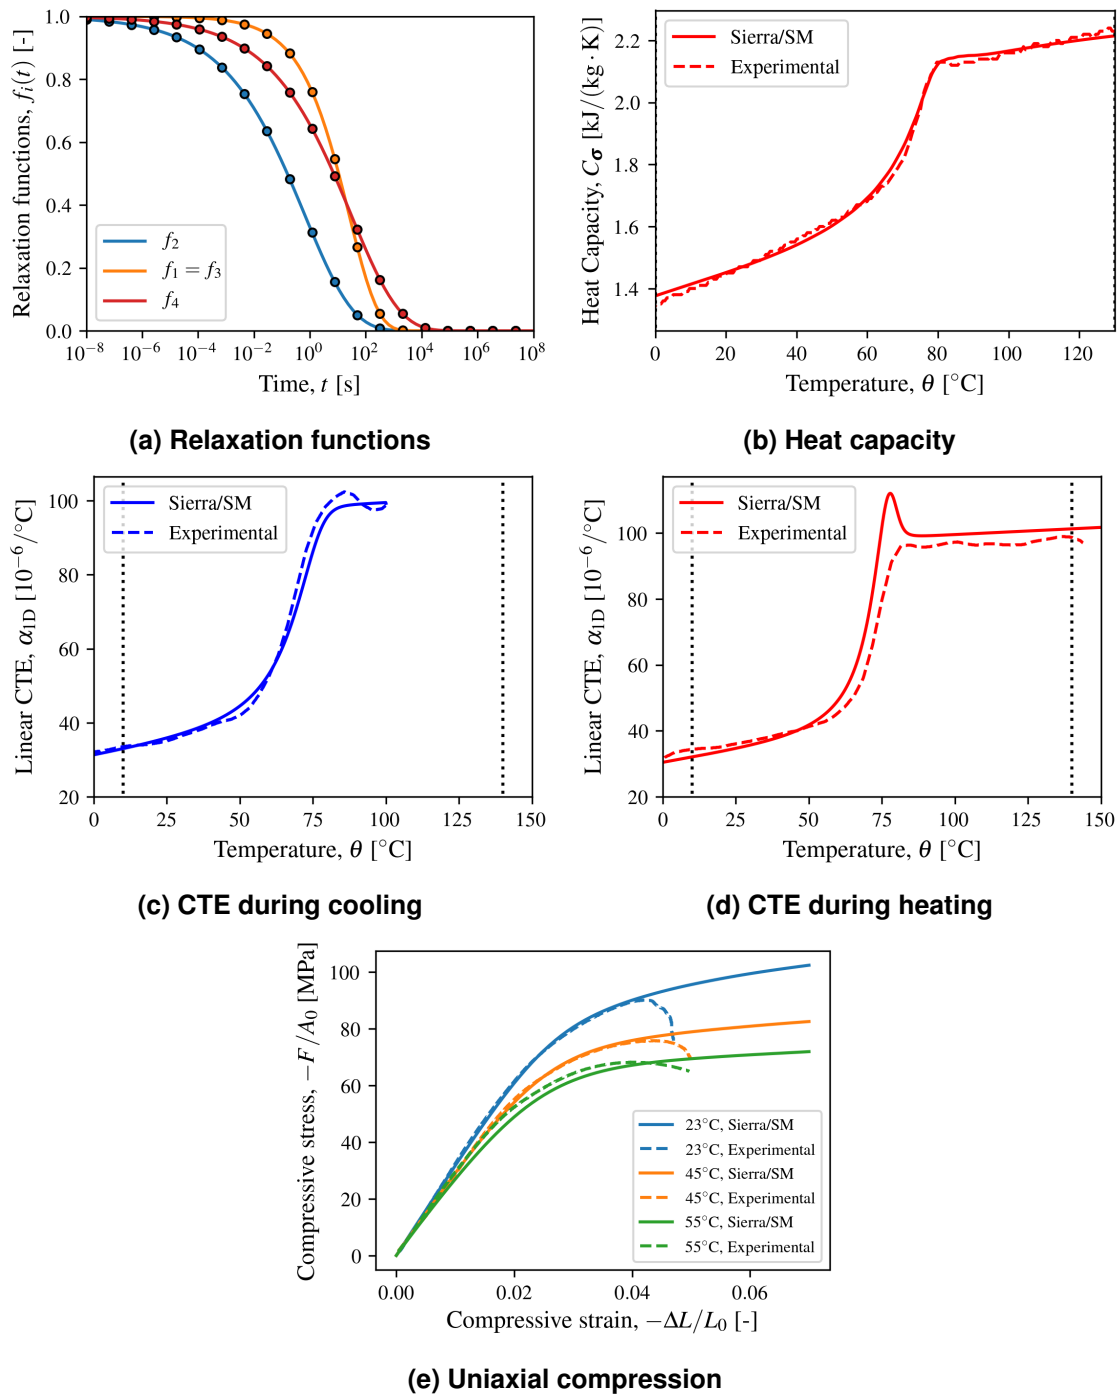 Relaxation functions, f_i(t) [-]
1.0
0.8
0.6
0.4
0.2
0.0
f_2
f_1 = f_3
f_4
10^{-8} 10^{-6} 10^{-4} 10^{-2} 10^0 10^2 10^4 10^6 10^8
Time, t [s]
(a) Relaxation functions
Heat Capacity, C_σ [kJ/(kg·K)]
2.2
2.0
1.8
1.6
1.4
Sierra/SM
Experimental
0 20 40 60 80 100 120
Temperature, θ [°C]
(b) Heat capacity
Linear CTE, α_{1D} [10^{-6}/°C]
100
80
60
40
20
Sierra/SM
Experimental
0 25 50 75 100 125 150
Temperature, θ [°C]
(c) CTE during cooling
Linear CTE, α_{1D} [10^{-6}/°C]
100
80
60
40
20
Sierra/SM
Experimental
0 25 50 75 100 125 150
Temperature, θ [°C]
(d) CTE during heating
Compressive stress, −F/A_0 [MPa]
100
80
60
40
20
0
23°C, Sierra/SM
23°C, Experimental
45°C, Sierra/SM
45°C, Experimental
55°C, Sierra/SM
55°C, Experimental
0.00 0.02 0.04 0.06
Compressive strain, −ΔL/L_0 [-]
(e) Uniaxial compression